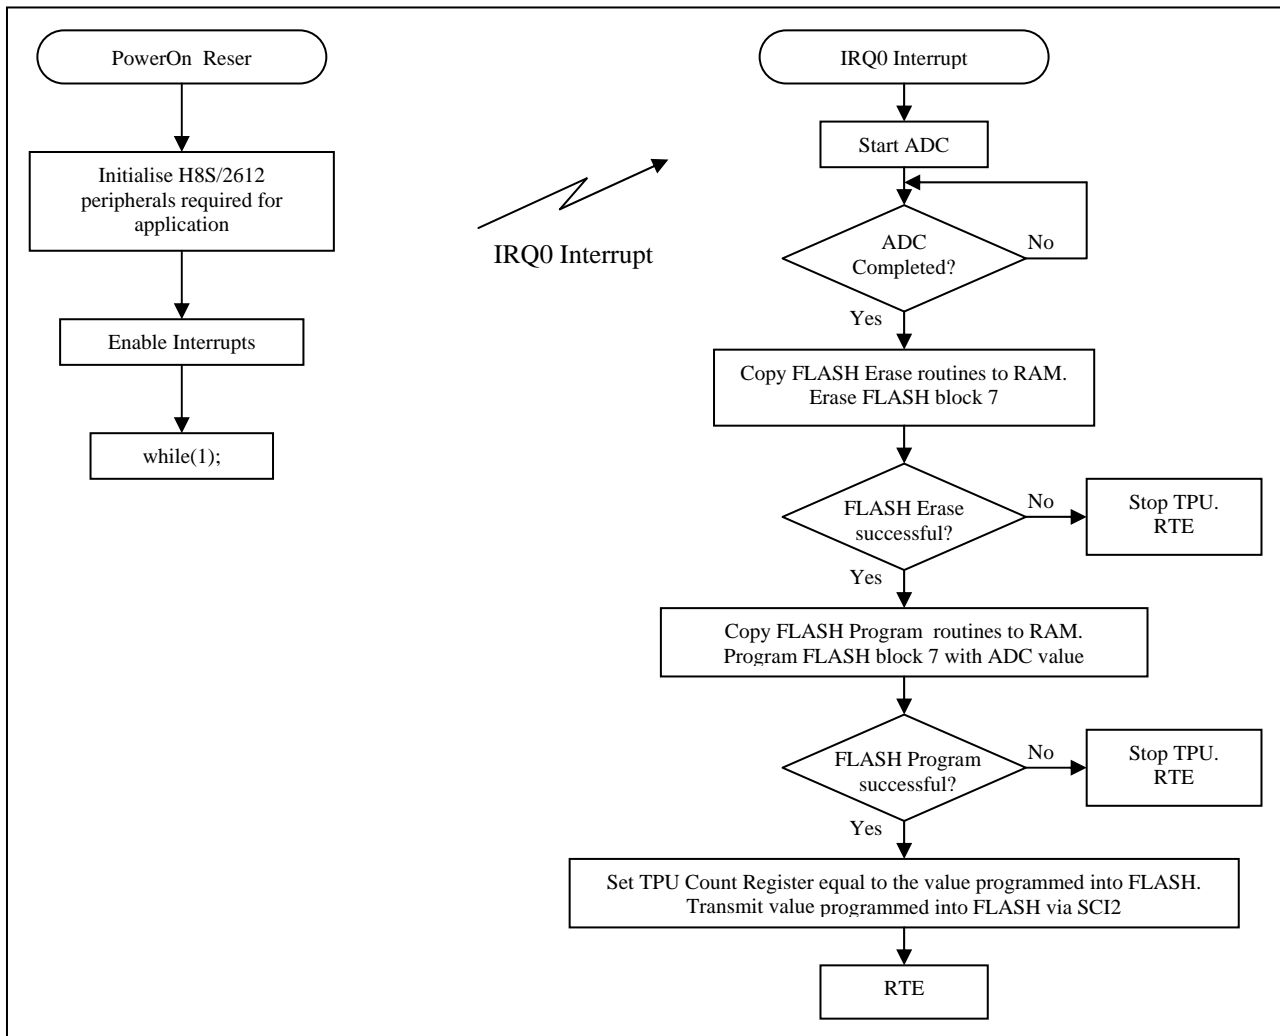 PowerOn  Reser
Initialise H8S/2612
peripherals required for
application
Enable Interrupts
while(1);
IRQ0 Interrupt
IRQ0 Interrupt
Start ADC
ADC
Completed?
No
Yes
Copy FLASH Erase routines to RAM.
Erase FLASH block 7
FLASH Erase
successful?
No
Stop TPU.
RTE
Yes
Copy FLASH Program  routines to RAM.
Program FLASH block 7 with ADC value
FLASH Program
successful?
No
Stop TPU.
RTE
Yes
Set TPU Count Register equal to the value programmed into FLASH.
Transmit value programmed into FLASH via SCI2
RTE